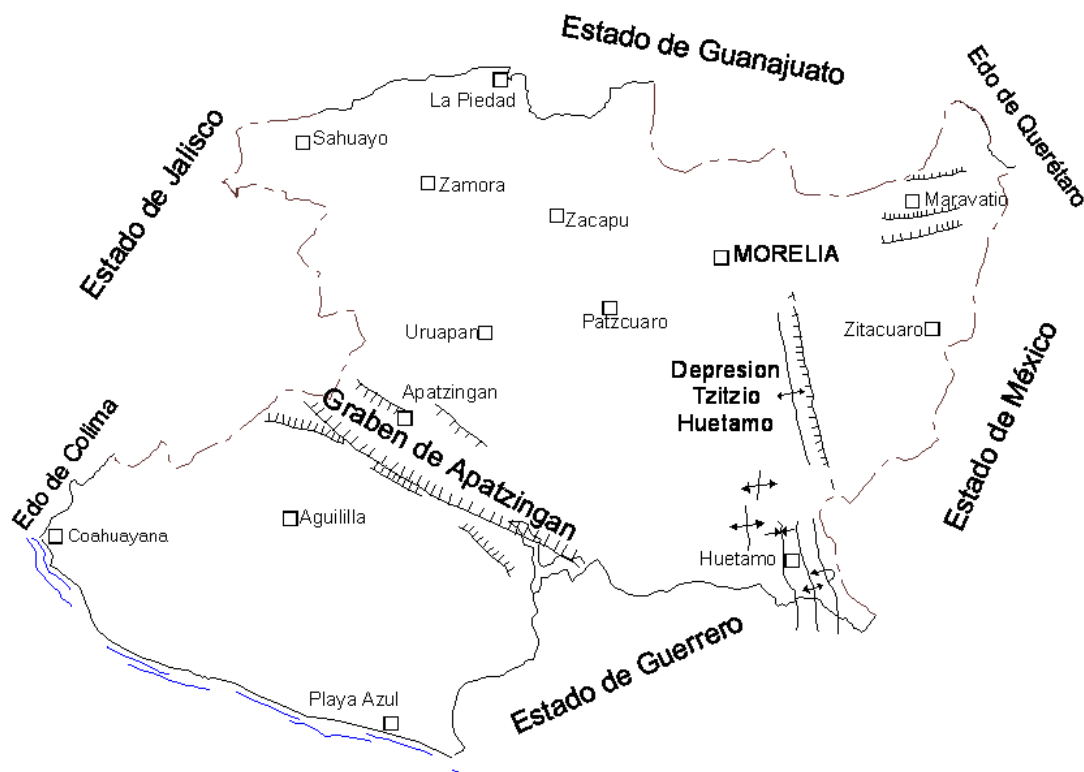 Estado de Guanajuato
Edo de Querétaro
Estado de Jalisco
La Piedad
Sahuayo
Zamora
Maravatio
Zacapu
MORELIA
Patzcuaro
Uruapan
Zitacuaro
Depresion
Tzitzio
Huetamo
Apatzingan
Graben de Apatzingan
Estado de México
Edo de Colima
Coahuayana
Aguililla
Huetamo
Estado de Guerrero
Playa Azul